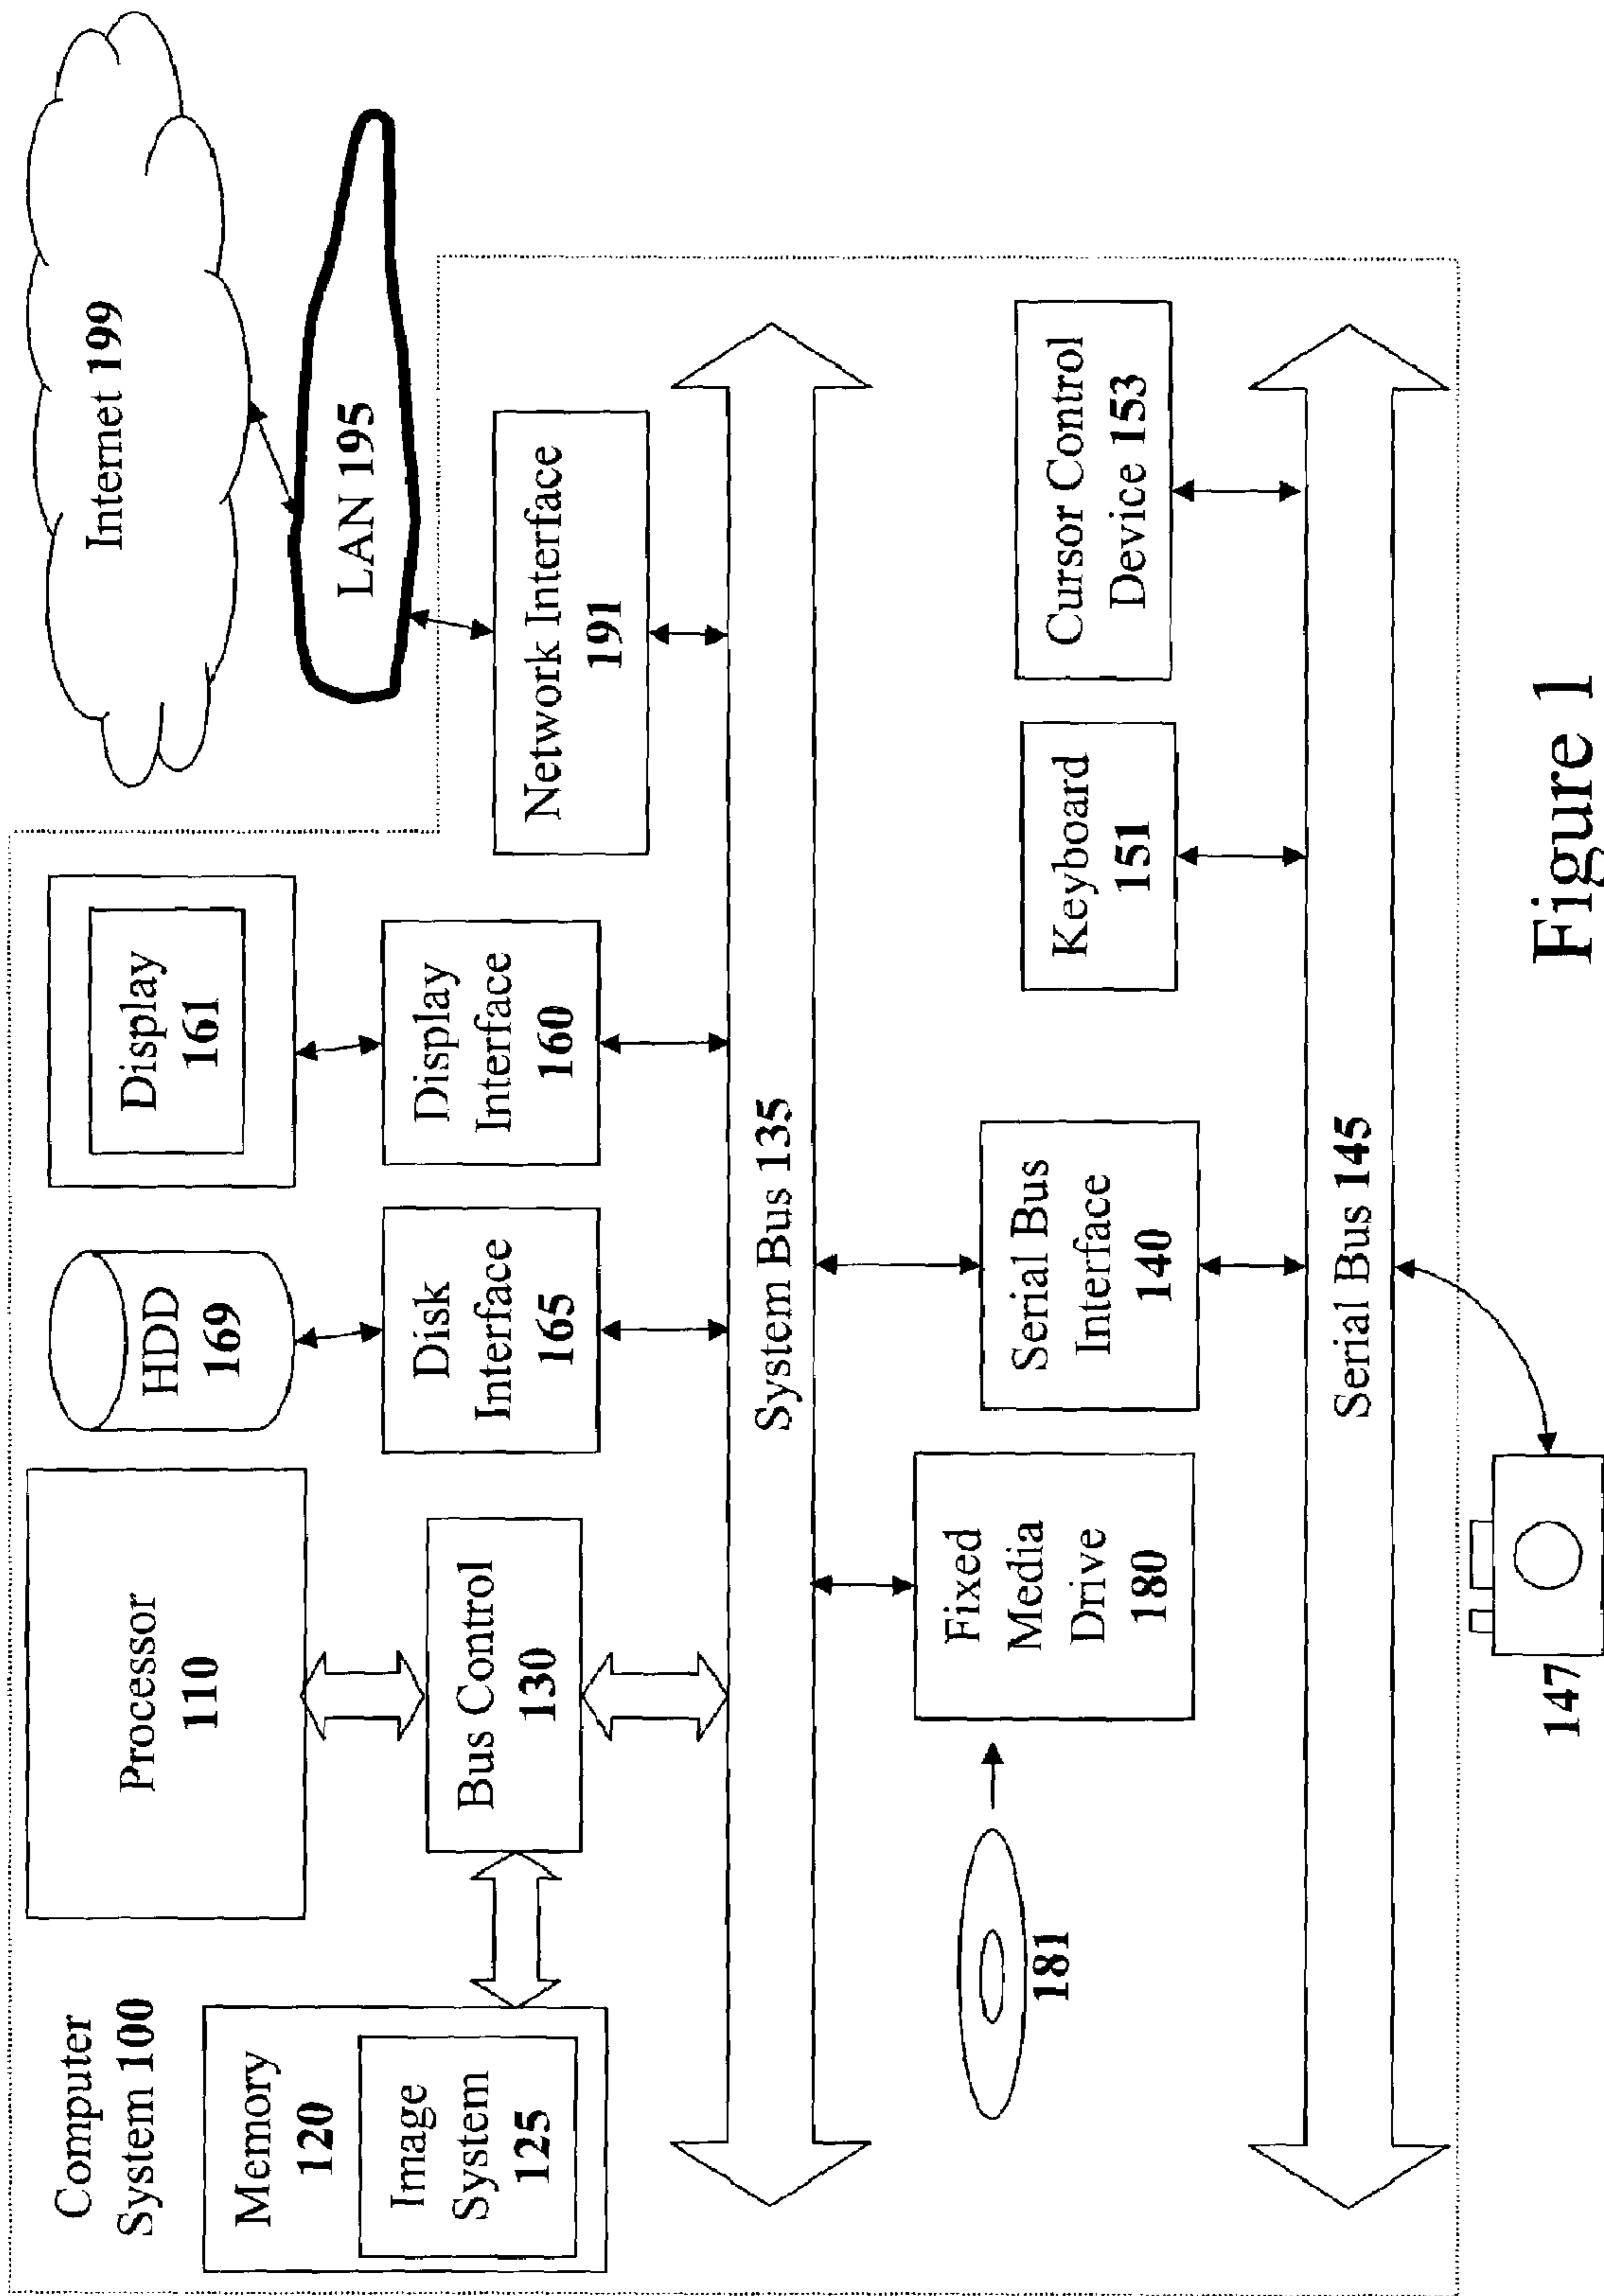 Computer
System 100
Processor
110
HDD
169
Display
161
Internet 199
Memory
120
Image
System
125
Bus Control
130
Disk
Interface
165
Display
Interface
160
LAN 195
Network Interface
191
System Bus 135
181
Fixed
Media
Drive
180
Serial Bus
Interface
140
Keyboard
151
Cursor Control
Device 153
Serial Bus 145
147
Figure 1